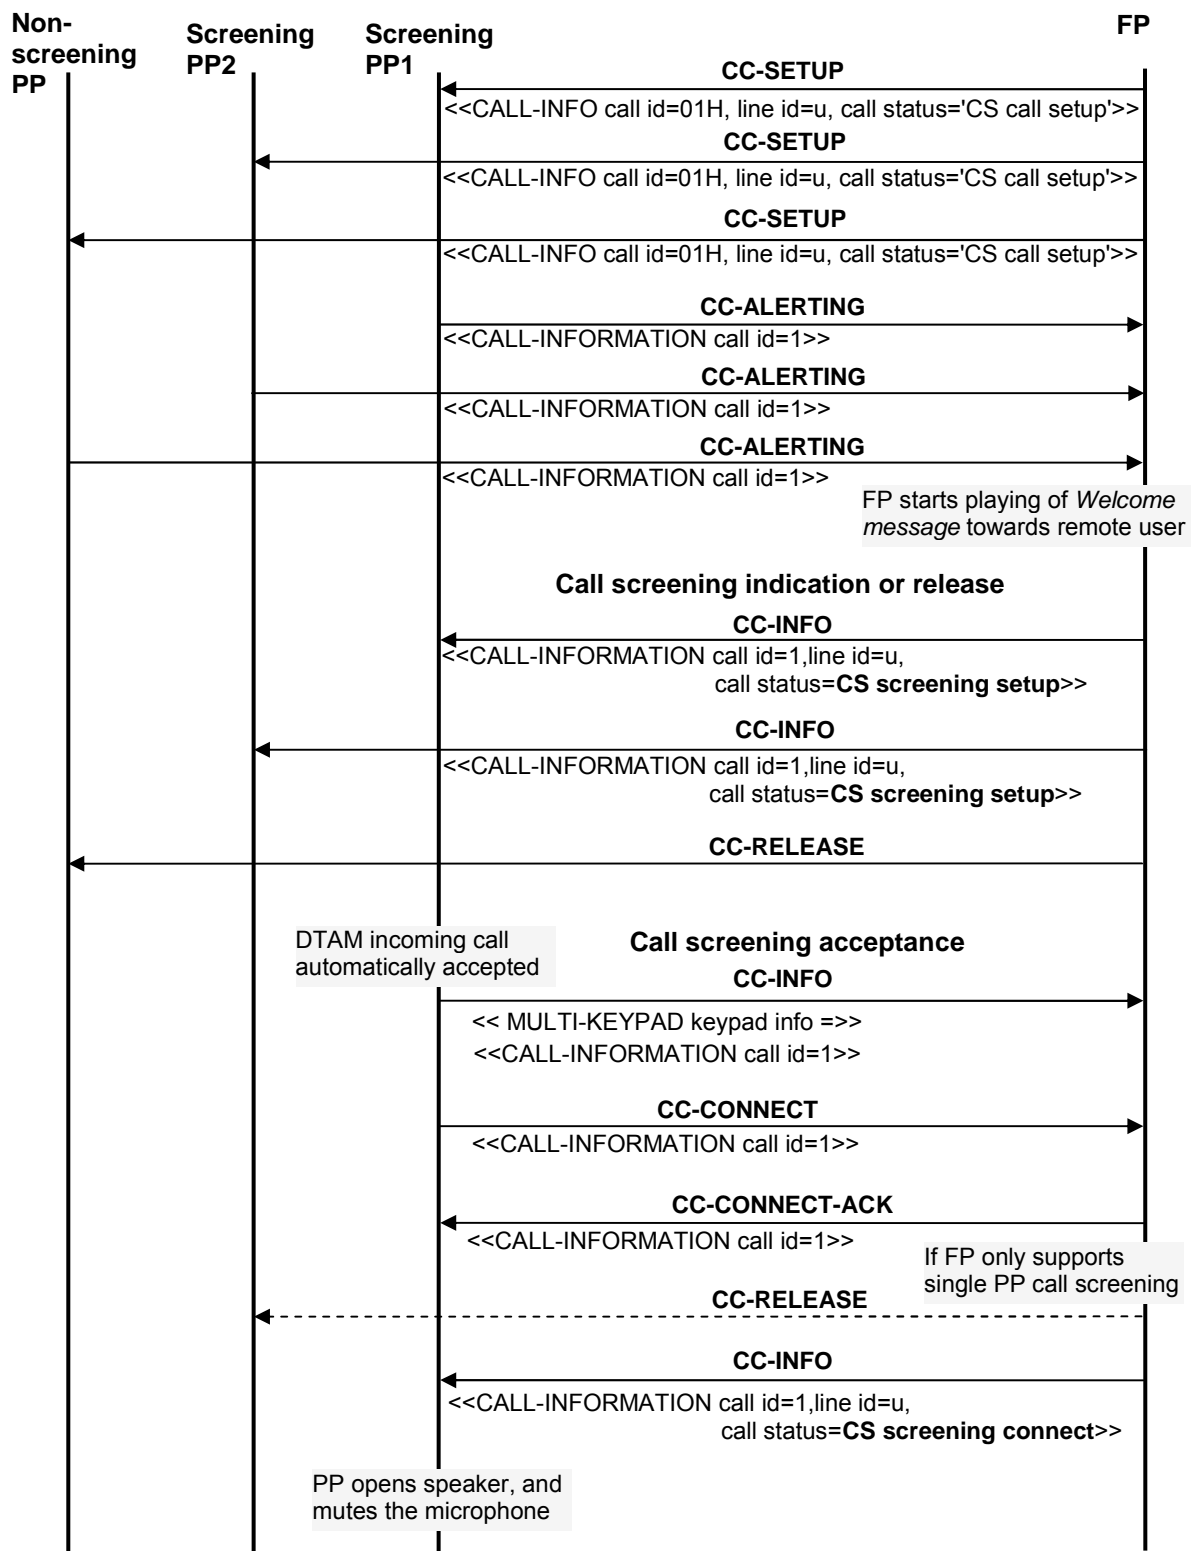 Non-
screening
PP
Screening
PP2
Screening
PP1
FP
CC-SETUP
<<CALL-INFO call id=01H, line id=u, call status='CS call setup'>>
CC-SETUP
<<CALL-INFO call id=01H, line id=u, call status='CS call setup'>>
CC-SETUP
<<CALL-INFO call id=01H, line id=u, call status='CS call setup'>>
CC-ALERTING
<<CALL-INFORMATION call id=1>>
CC-ALERTING
<<CALL-INFORMATION call id=1>>
CC-ALERTING
<<CALL-INFORMATION call id=1>>
FP starts playing of Welcome
message towards remote user
Call screening indication or release
CC-INFO
<<CALL-INFORMATION call id=1,line id=u,
call status=CS screening setup>>
CC-INFO
<<CALL-INFORMATION call id=1,line id=u,
call status=CS screening setup>>
CC-RELEASE
DTAM incoming call
automatically accepted
Call screening acceptance
CC-INFO
<< MULTI-KEYPAD keypad info =>>
<<CALL-INFORMATION call id=1>>
CC-CONNECT
<<CALL-INFORMATION call id=1>>
CC-CONNECT-ACK
<<CALL-INFORMATION call id=1>>
If FP only supports
single PP call screening
CC-RELEASE
CC-INFO
<<CALL-INFORMATION call id=1,line id=u,
call status=CS screening connect>>
PP opens speaker, and
mutes the microphone